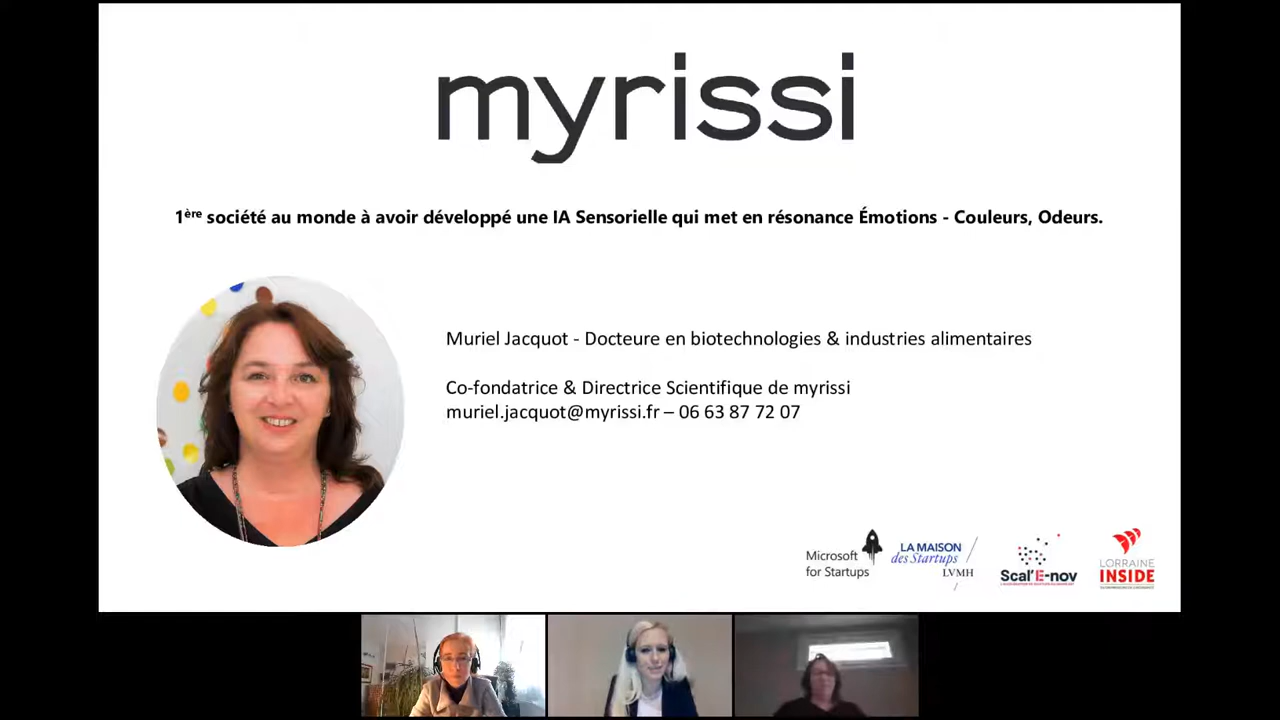 myrissi
1ère société au monde à avoir développé une IA Sensorielle qui met en résonance Émotions - Couleurs, Odeurs.
Muriel Jacquot - Docteure en biotechnologies & industries alimentaires
Co-fondatrice & Directrice Scientifique de myrissi
muriel.jacquot@myrissi.fr – 06 63 87 72 07
Microsoft
for Startups
LA MAISON
des Startups
LVMH
Scal'E-nov
LORRAINE
INSIDE